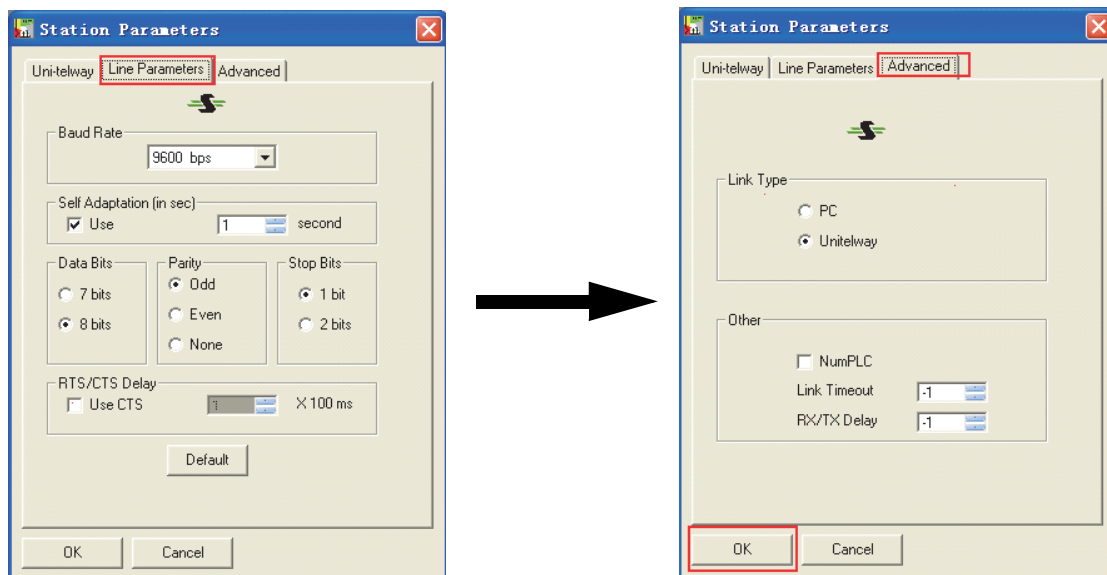 Station Parameters
Uni-telway Line Parameters Advanced
Baud Rate
9600 bps
Self Adaptation (in sec)
Use 1 second
Data Bits Parity Stop Bits
7 bits Odd 1 bit
8 bits Even 2 bits
None
RTS/CTS Delay
Use CTS 1 X 100 ms
Default
OK Cancel
Station Parameters
Uni-telway Line Parameters Advanced
Link Type
PC
Unitelway
Other
NumPLC
Link Timeout -1
RX/TX Delay -1
OK Cancel